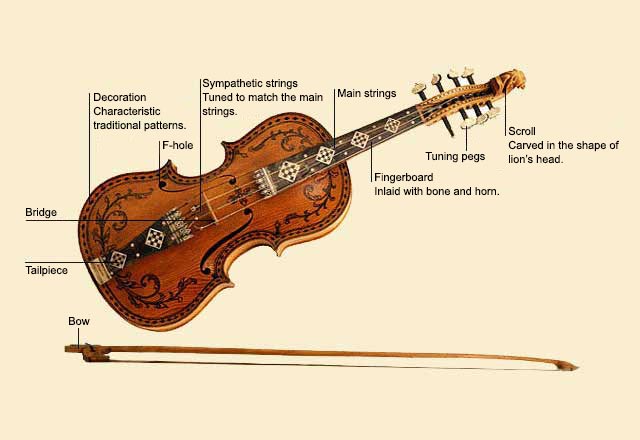 Sympathetic strings
Tuned to match the main
strings.
Main strings
Decoration
Characteristic
traditional patterns.
F-hole
Scroll
Carved in the shape of
lion's head.
Tuning pegs
Fingerboard
Inlaid with bone and horn.
Bridge
Tailpiece
Bow